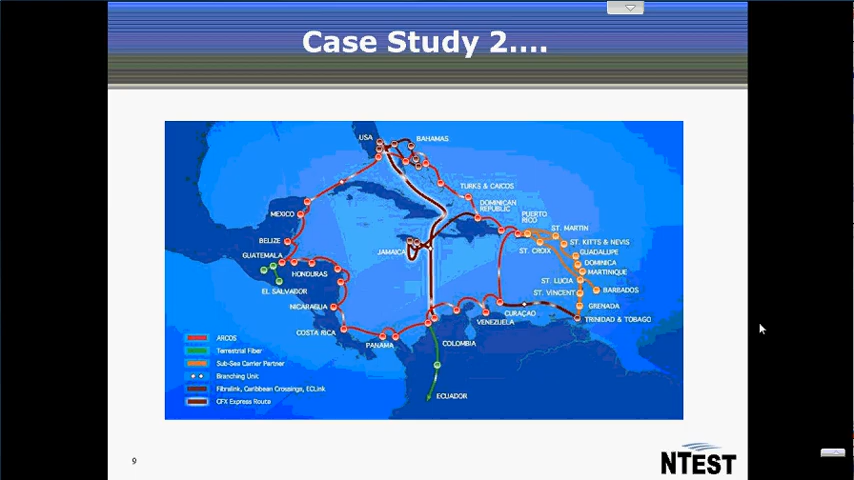 Case Study 2....
USA
BAHAMAS
TURKS & CAICOS
DOMINICAN
REPUBLIC
MEXICO
PUERTO
RICO
ST. MARTIN
BELIZE
ST. KITTS & NEVIS
JAMAICA
ST. CROIX
GUADALUPE
GUATEMALA
DOMINICA
HONDURAS
MARTINIQUE
ST. LUCIA
EL SALVADOR
ST. VINCENT
BARBADOS
NICARAGUA
GRENADA
CURAÇAO
VENEZUELA
TRINIDAD & TOBAGO
COSTA RICA
PANAMA
COLOMBIA
ECUADOR
ARCOS
Terrestrial Fiber
Sub-Sea Carrier Partner
Branching Unit
Fibralink, Caribbean Crossings, ECLink
CFX Express Route
9
NTEST